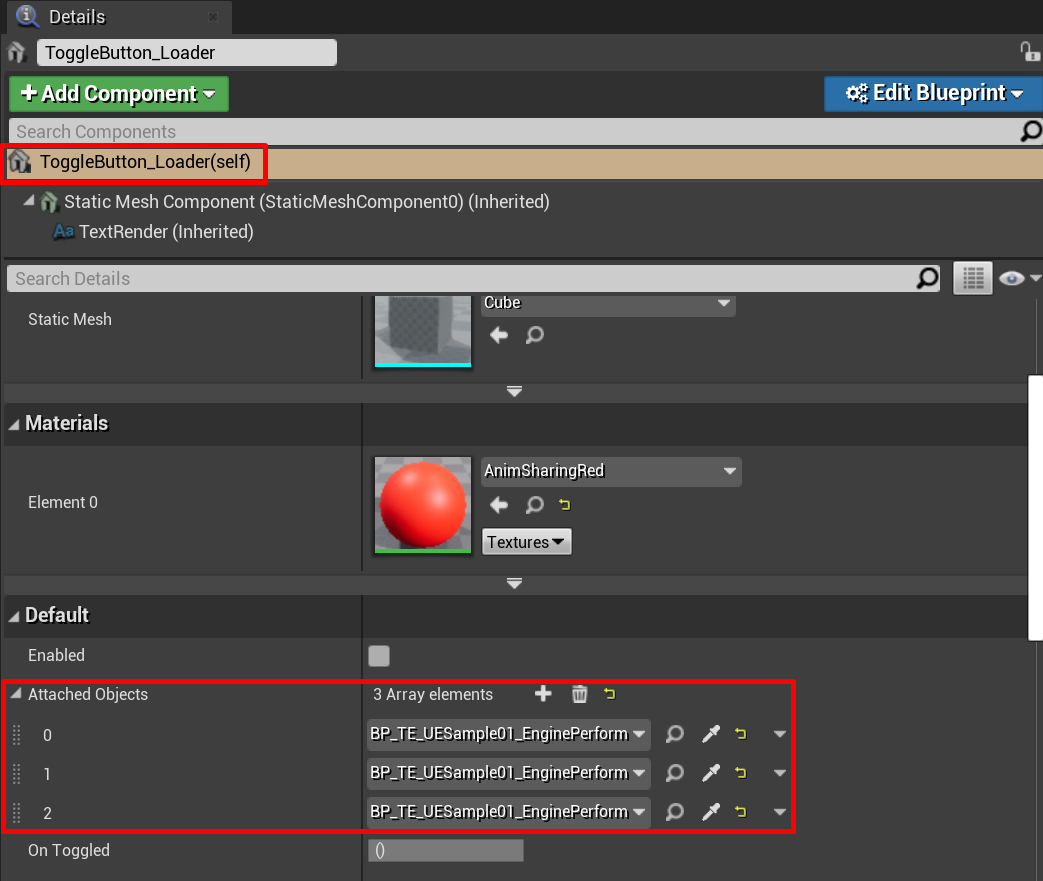 Details
ToggleButton_Loader
Add Component
Edit Blueprint
Search Components
ToggleButton_Loader(self)
Static Mesh Component (StaticMeshComponent0) (Inherited)
Aa TextRender (Inherited)
Search Details
Static Mesh
Cube
Materials
Element 0
AnimSharingRed
Textures
Default
Enabled
Attached Objects
3 Array elements
0
BP_TE_UESample01_EnginePerform
1
BP_TE_UESample01_EnginePerform
2
BP_TE_UESample01_EnginePerform
On Toggled
()